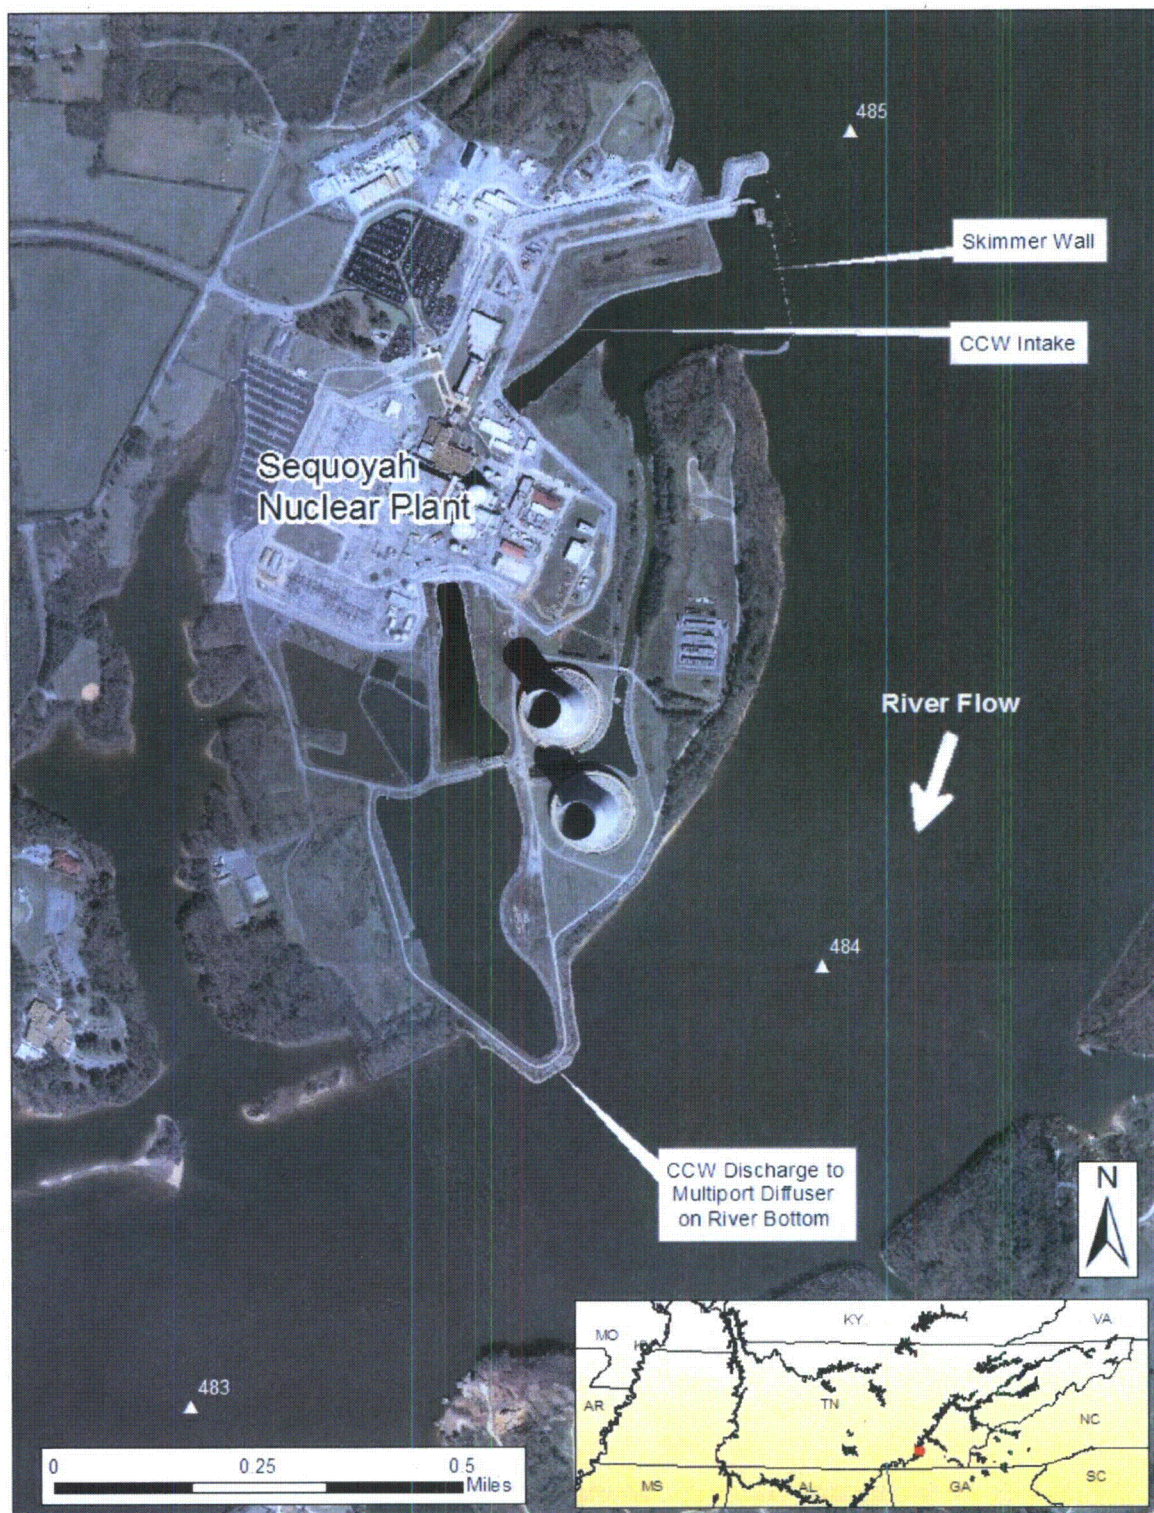 485
Skimmer Wall
CCW Intake
Sequoyah
Nuclear Plant
River Flow
484
CCW Discharge to
Multiport Diffuser
on River Bottom
N
483
0 0.25 0.5
Miles
MO
KY
VA
AR
TN
NC
MS
AL
GA
SC